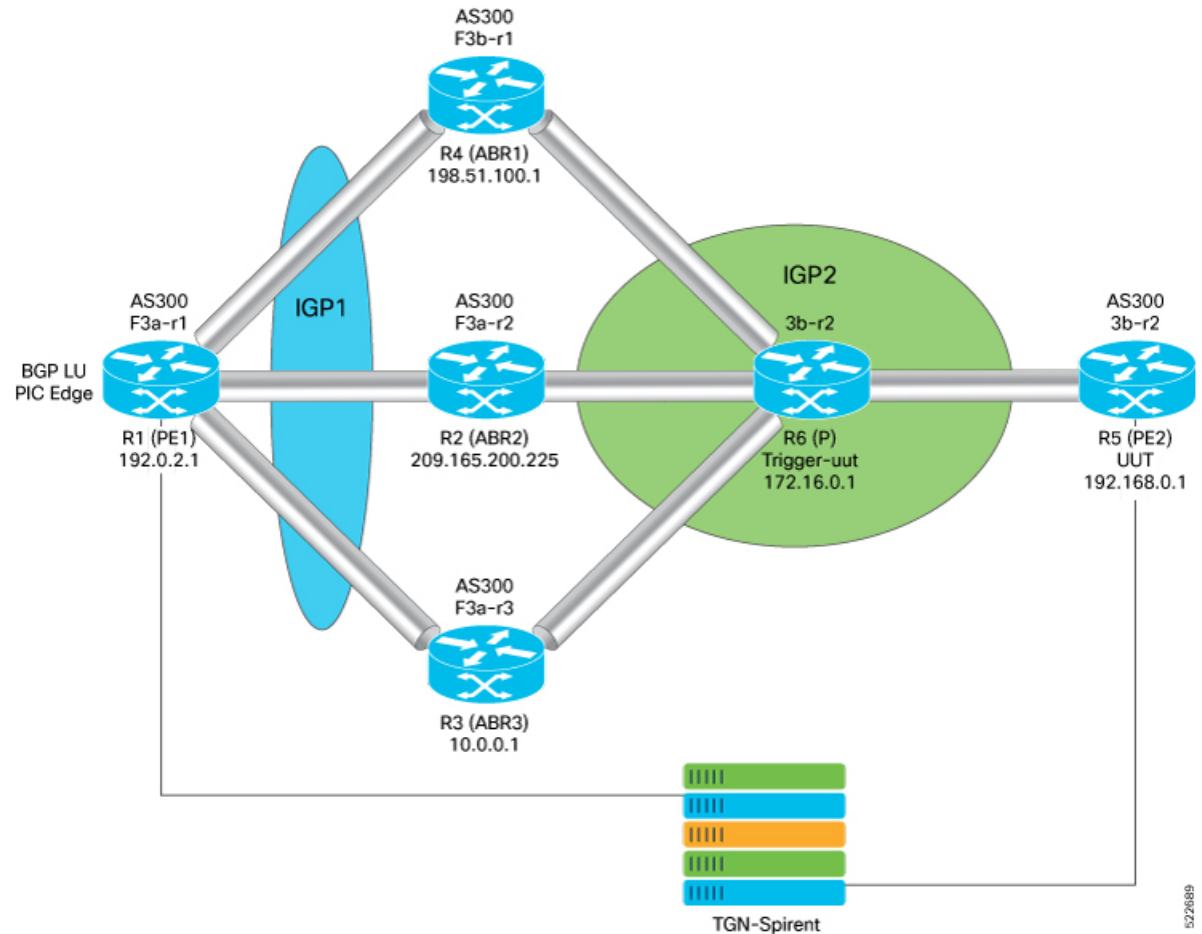 AS300
F3b-r1
R4 (ABR1)
198.51.100.1
IGP1
IGP2
AS300
F3a-r1
BGP LU
PIC Edge
R1 (PE1)
192.0.2.1
AS300
F3a-r2
R2 (ABR2)
209.165.200.225
3b-r2
R6 (P)
Trigger-uut
172.16.0.1
AS300
3b-r2
R5 (PE2)
UUT
192.168.0.1
AS300
F3a-r3
R3 (ABR3)
10.0.0.1
TGN-Spirent
522689